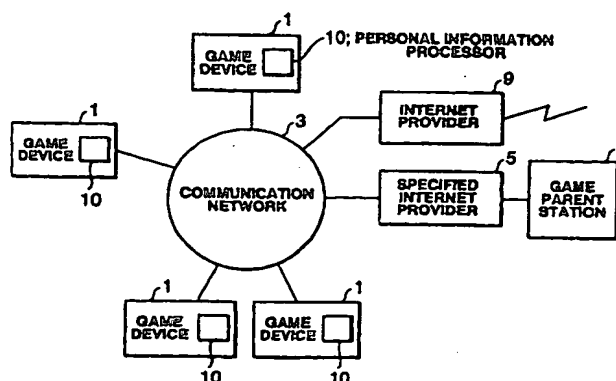 1
GAME DEVICE
10; PERSONAL INFORMATION PROCESSOR
9
INTERNET PROVIDER
1
GAME DEVICE
10
3
COMMUNICATION NETWORK
5
SPECIFIED INTERNET PROVIDER
GAME PARENT STATION
1
GAME DEVICE
10
1
GAME DEVICE
10